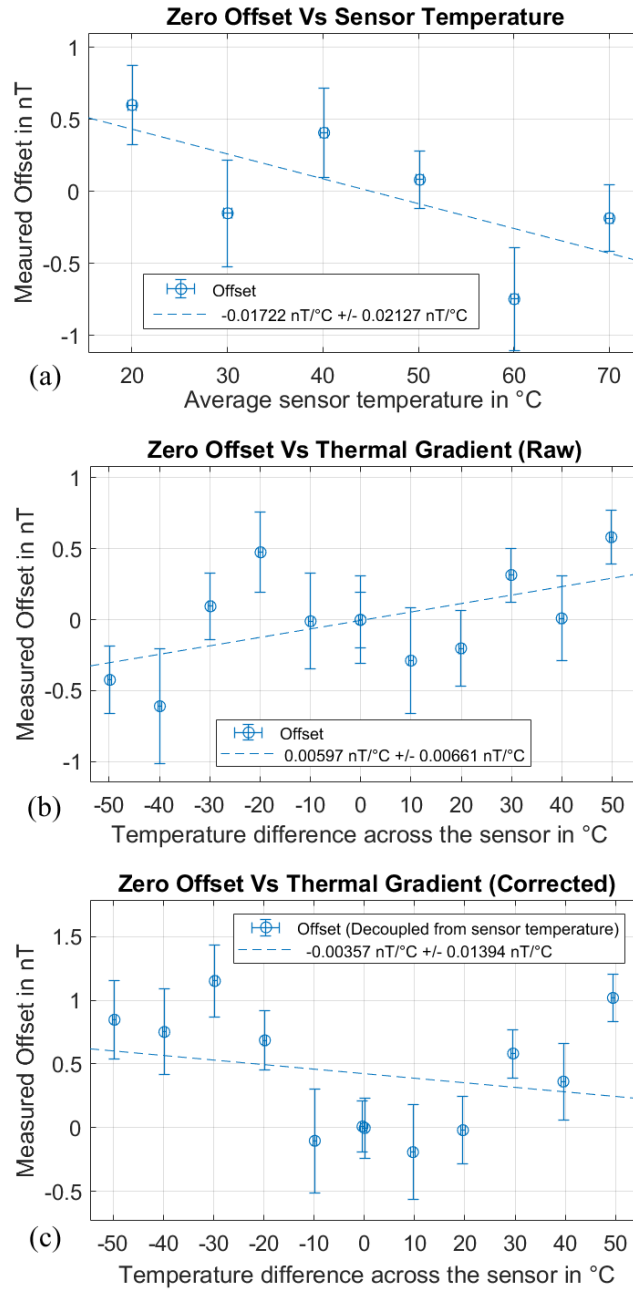 Zero Offset Vs Sensor Temperature
1
0.5
0
-0.5
-1
Meaured Offset in nT
Offset
-0.01722 nT/°C +/- 0.02127 nT/°C
20
30
40
50
60
70
(a)
Average sensor temperature in °C
Zero Offset Vs Thermal Gradient (Raw)
1
0.5
0
-0.5
-1
Measured Offset in nT
Offset
0.00597 nT/°C +/- 0.00661 nT/°C
-50
-40
-30
-20
-10
0
10
20
30
40
50
(b)
Temperature difference across the sensor in °C
Zero Offset Vs Thermal Gradient (Corrected)
1.5
1
0.5
0
-0.5
Measured Offset in nT
Offset (Decoupled from sensor temperature)
-0.00357 nT/°C +/- 0.01394 nT/°C
-50
-40
-30
-20
-10
0
10
20
30
40
50
(c)
Temperature difference across the sensor in °C